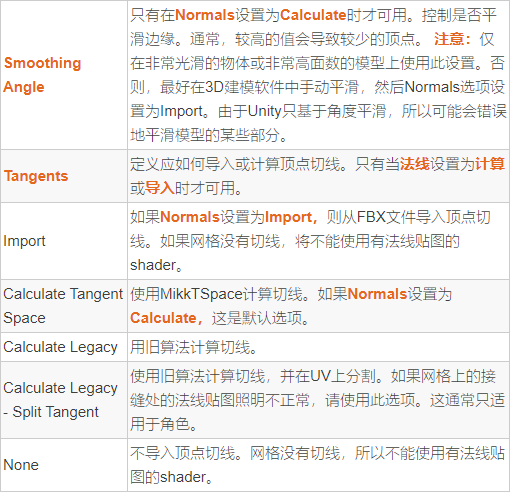 Smoothing
Angle
只有在Normals设置为Calculate时才可用。控制是否平
滑边缘。通常，较高的值会导致较少的顶点。 注意：仅
在非常光滑的物体或非常高面数的模型上使用此设置。否
则，最好在3D建模软件中手动平滑，然后Normals选项设
置为Import。由于Unity只基于角度平滑，所以可能会错误
地平滑模型的某些部分。
Tangents
定义应如何导入或计算顶点切线。只有当法线设置为计算
或导入时才可用。
Import
如果Normals设置为Import，则从FBX文件导入顶点切
线。如果网格没有切线，将不能使用有法线贴图的
shader。
Calculate Tangent
Space
使用MikkTSpace计算切线。如果Normals设置为
Calculate，这是默认选项。
Calculate Legacy
用旧算法计算切线。
Calculate Legacy
- Split Tangent
使用旧算法计算切线，并在UV上分割。如果网格上的接
缝处的法线贴图照明不正常，请使用此选项。这通常只适
用于角色。
None
不导入顶点切线。网格没有切线，所以不能使用有法线贴
图的shader。